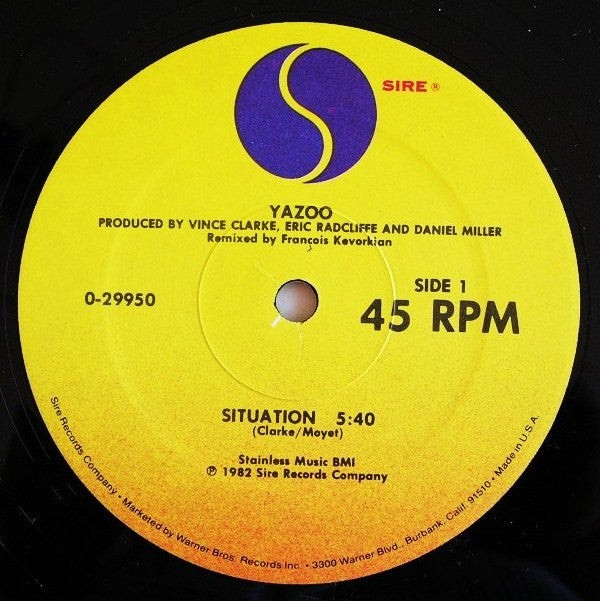 SIRE ®
YAZOO
PRODUCED BY VINCE CLARKE, ERIC RADCLIFFE AND DANIEL MILLER
Remixed by Francois Kevorkian
0-29950
SIDE 1
45 RPM
SITUATION 5:40
(Clarke/Moyet)
Stainless Music BMI
℗ 1982 Sire Records Company
Sire Records Company • Marketed by Warner Bros. Records Inc. • 3300 Warner Blvd., Burbank, Calif. 91510 • Made in U.S.A.